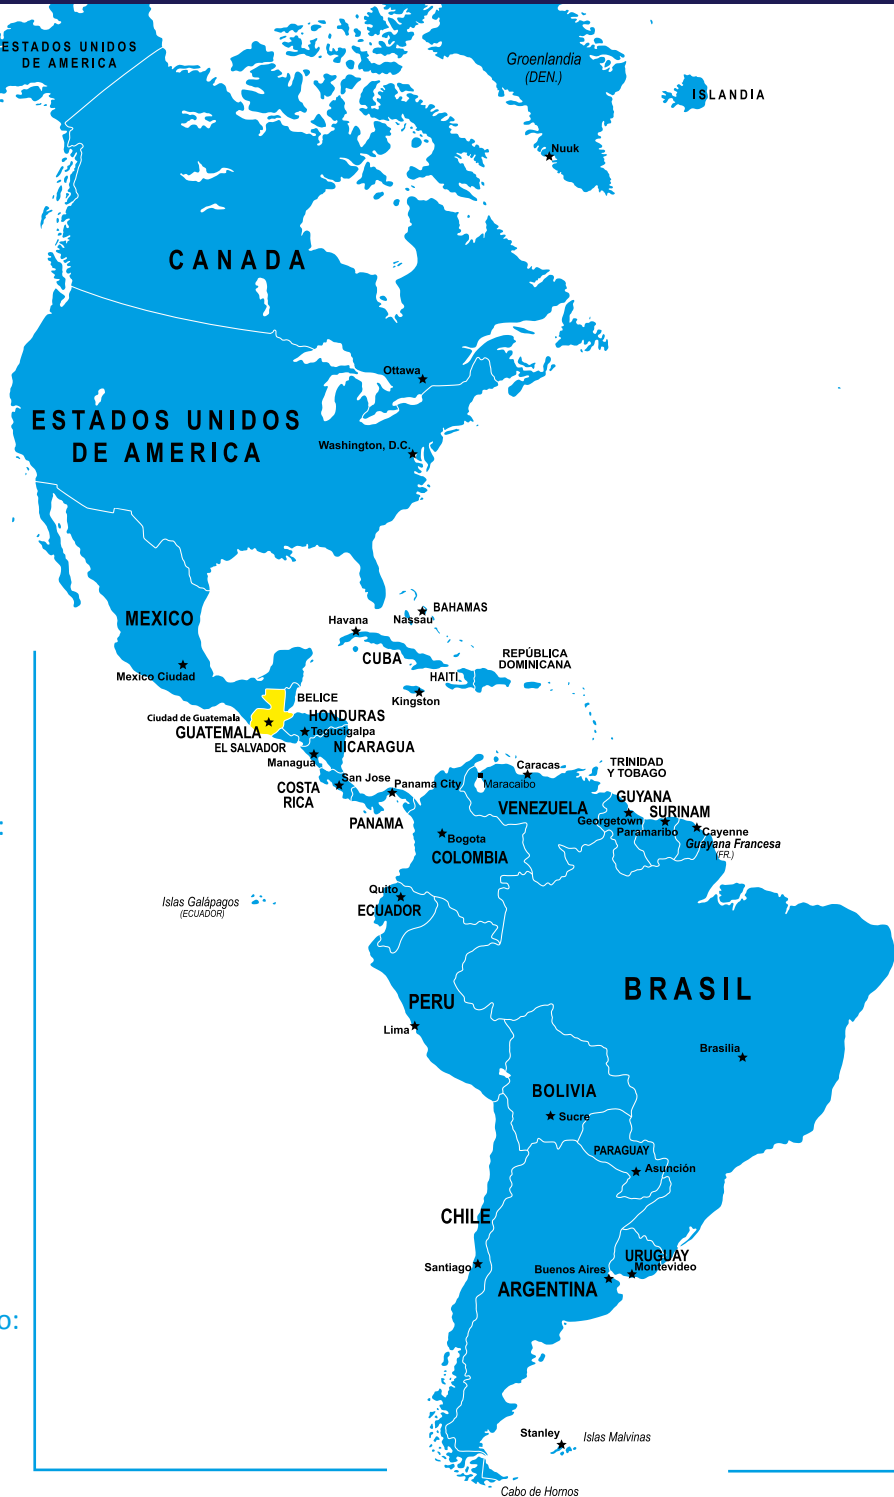 ESTADOS UNIDOS
DE AMERICA
Groenlandia
(DEN.)
ISLANDIA
Nuuk
CANADA
Ottawa
ESTADOS UNIDOS
DE AMERICA
Washington, D.C.
MEXICO
Mexico Ciudad
Havana
Nassau
BAHAMAS
CUBA
HAITI
REPÚBLICA
DOMINICANA
Kingston
BELICE
Ciudad de Guatemala
GUATEMALA
HONDURAS
Tegucigalpa
EL SALVADOR
NICARAGUA
Managua
COSTA
RICA
San Jose
Panama City
PANAMA
Caracas
Maracaibo
TRINIDAD
Y TOBAGO
VENEZUELA
GUYANA
Georgetown
SURINAM
Paramaribo
Cayenne
Guayana Francesa
(FR.)
Bogota
COLOMBIA
:
Quito
ECUADOR
Islas Galápagos
(ECUADOR)
BRASIL
PERU
Lima
Brasilia
BOLIVIA
Sucre
PARAGUAY
Asunción
CHILE
Santiago
URUGUAY
Montevideo
Buenos Aires
ARGENTINA
o:
Stanley
Islas Malvinas
Cabo de Hornos